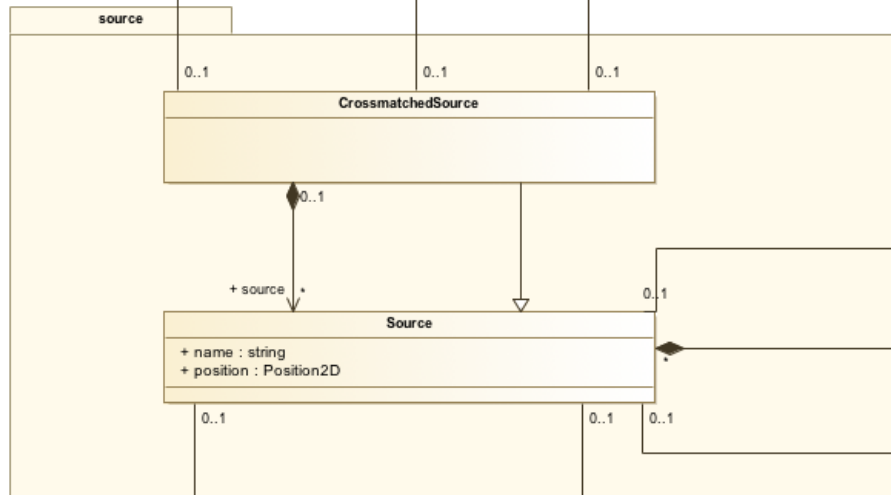 source
0..1
0..1
0..1
CrossmatchedSource
0..1
+ source
*
0..1
Source
+ name : string
+ position : Position2D
*
0..1
0..1
0..1